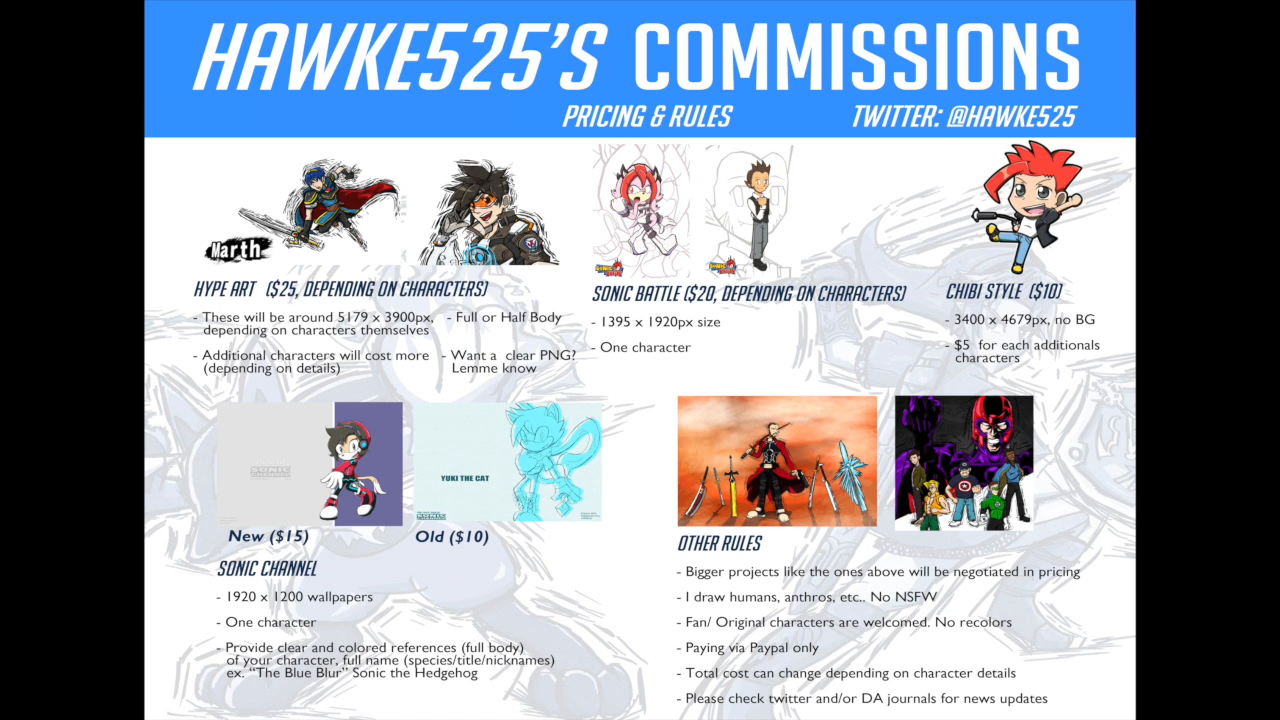 HAWKE525'S COMMISSIONS
PRICING & RULES
TWITTER: @HAWKE525
Marth
HYPE ART ($25, DEPENDING ON CHARACTERS)
- These will be around 5179 x 3900px,
depending on characters themselves
- Full or Half Body
- Additional characters will cost more
(depending on details)
- Want a clear PNG?
Lemme know
SONIC BATTLE ($20, DEPENDING ON CHARACTERS)
- 1395 x 1920px size
- One character
CHIBI STYLE ($10)
- 3400 x 4679px, no BG
- $5 for each additionals
characters
SONIC
YUKI THE CAT
New ($15)
Old ($10)
SONIC CHANNEL
- 1920 x 1200 wallpapers
- One character
- Provide clear and colored references (full body)
of your character, full name (species/title/nicknames)
ex. "The Blue Blur" Sonic the Hedgehog
OTHER RULES
- Bigger projects like the ones above will be negotiated in pricing
- I draw humans, anthros, etc.. No NSFW
- Fan/ Original characters are welcomed. No recolors
- Paying via Paypal only
- Total cost can change depending on character details
- Please check twitter and/or DA journals for news updates